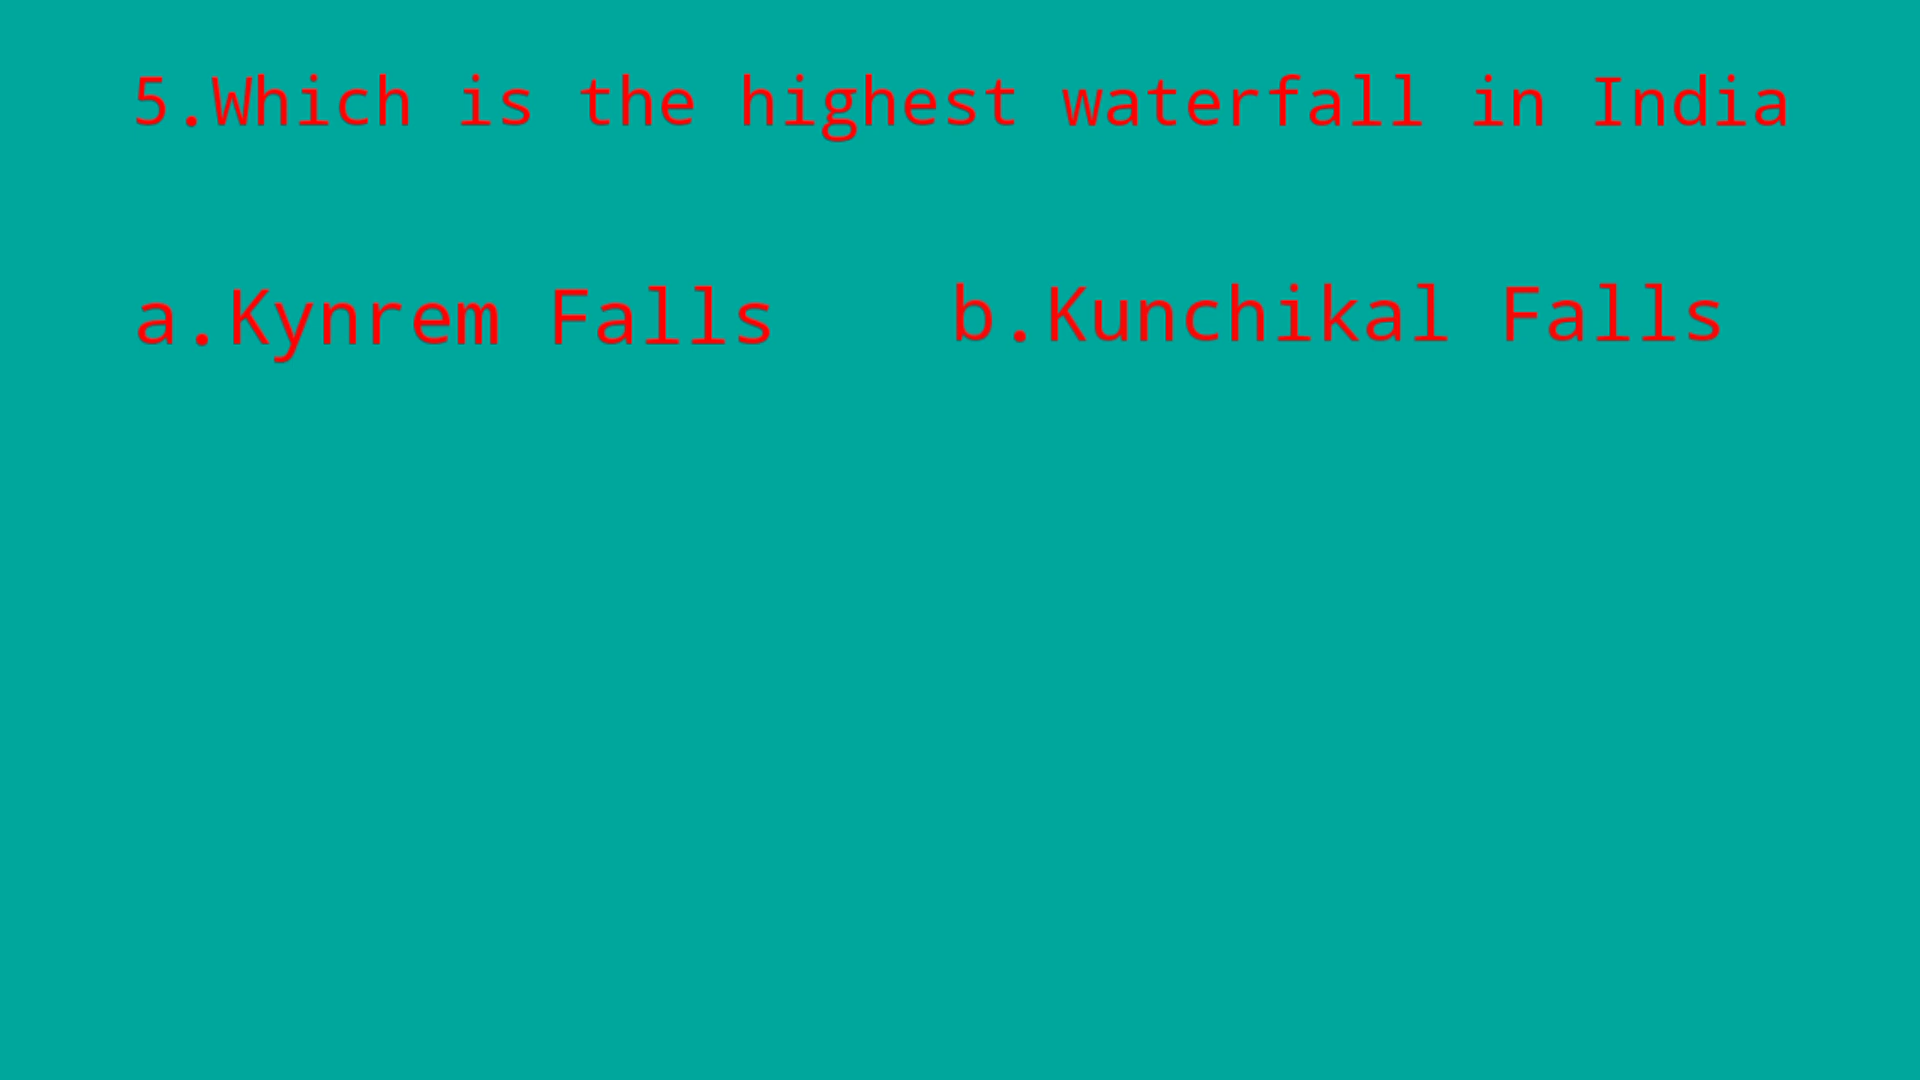 5.Which is the highest waterfall in India
a.Kynrem Falls b.Kunchikal Falls